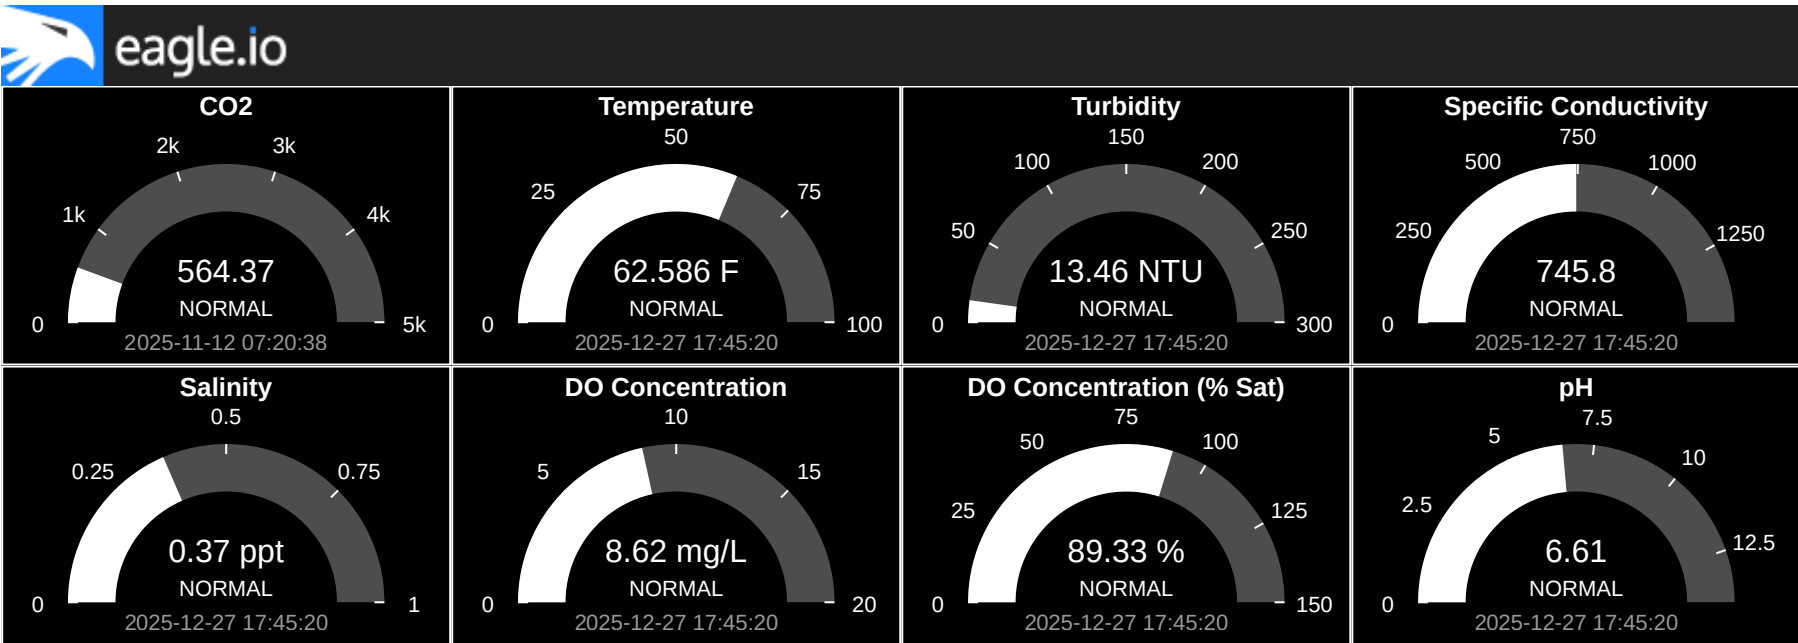 eagle.io
CO2
2k
3k
1k
4k
564.37
NORMAL
0
5k
2025-11-12 07:20:38
Temperature
50
25
75
62.586 F
NORMAL
0
100
2025-12-27 17:45:20
Turbidity
150
100
200
50
250
13.46 NTU
NORMAL
0
300
2025-12-27 17:45:20
Specific Conductivity
750
500
1000
250
1250
745.8
NORMAL
0
2025-12-27 17:45:20
Salinity
0.5
0.25
0.75
0.37 ppt
NORMAL
0
1
2025-12-27 17:45:20
DO Concentration
10
5
15
8.62 mg/L
NORMAL
0
20
2025-12-27 17:45:20
DO Concentration (% Sat)
75
50
100
25
125
89.33 %
NORMAL
0
150
2025-12-27 17:45:20
pH
7.5
5
10
2.5
12.5
6.61
NORMAL
0
2025-12-27 17:45:20